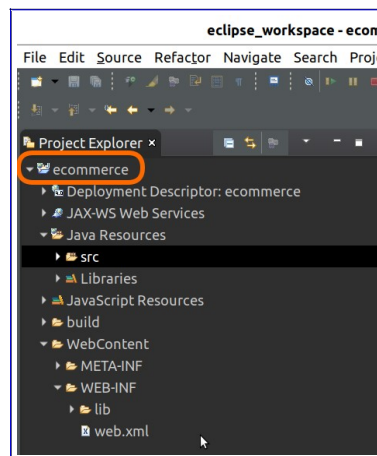 eclipse_workspace - ecom
File Edit Source Refactor Navigate Search Proj
Project Explorer
ecommerce
Deployment Descriptor: ecommerce
JAX-WS Web Services
Java Resources
src
Libraries
JavaScript Resources
build
WebContent
META-INF
WEB-INF
lib
web.xml